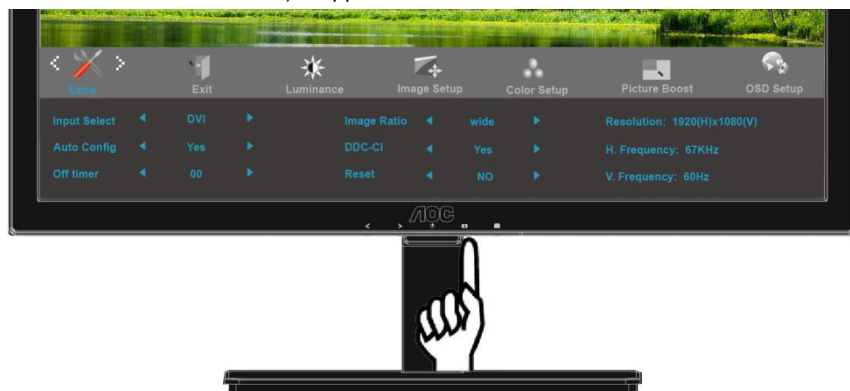 Extra Exit Luminance Image Setup Color Setup Picture Boost OSD Setup
Input Select DVI Image Ratio wide Resolution: 1920(H)x1080(V)
Auto Config Yes DDC-CI Yes H. Frequency: 67KHz
Off timer 00 Reset NO V. Frequency: 60Hz
AOC